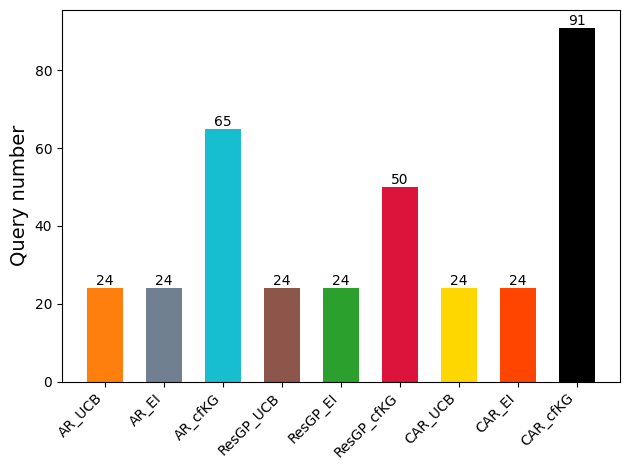 91
80
65
60
50
40
24
24
24
24
24
24
20
0
Query number
AR_UCB
AR_EI
AR_cfKG
ResGP_UCB
ResGP_EI
ResGP_cfKG
CAR_UCB
CAR_EI
CAR_cfKG